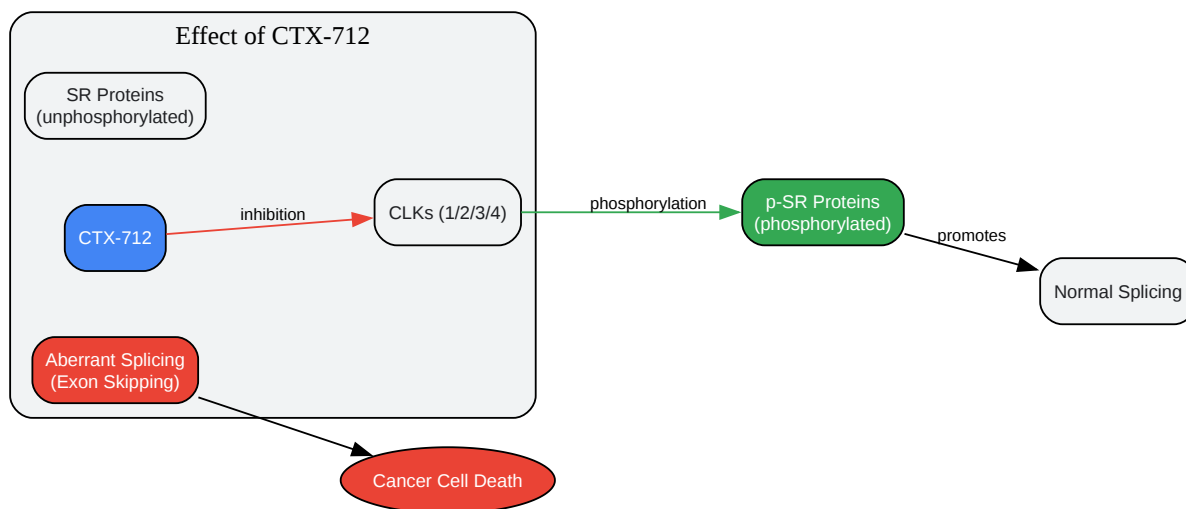 Effect of CTX-712
SR Proteins
(unphosphorylated)
CTX-712
inhibition
CLKs (1/2/3/4)
phosphorylation
p-SR Proteins
(phosphorylated)
promotes
Normal Splicing
Aberrant Splicing
(Exon Skipping)
Cancer Cell Death